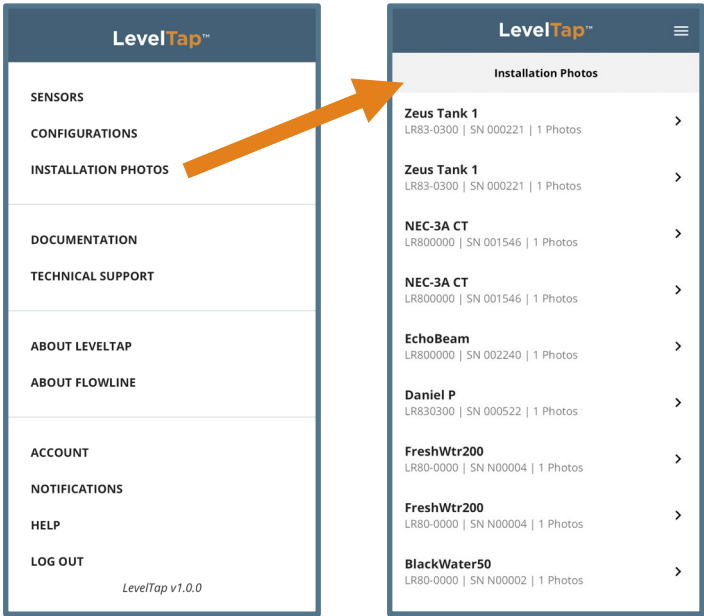 LevelTap™
SENSORS
CONFIGURATIONS
INSTALLATION PHOTOS
DOCUMENTATION
TECHNICAL SUPPORT
ABOUT LEVELTAP
ABOUT FLOWLINE
ACCOUNT
NOTIFICATIONS
HELP
LOG OUT
LevelTap v1.0.0
LevelTap™
Installation Photos
Zeus Tank 1
LR83-0300 | SN 000221 | 1 Photos
Zeus Tank 1
LR83-0300 | SN 000221 | 1 Photos
NEC-3A CT
LR800000 | SN 001546 | 1 Photos
NEC-3A CT
LR800000 | SN 001546 | 1 Photos
EchoBeam
LR800000 | SN 002240 | 1 Photos
Daniel P
LR830300 | SN 000522 | 1 Photos
FreshWtr200
LR80-0000 | SN N00004 | 1 Photos
FreshWtr200
LR80-0000 | SN N00004 | 1 Photos
BlackWater50
LR80-0000 | SN N00002 | 1 Photos